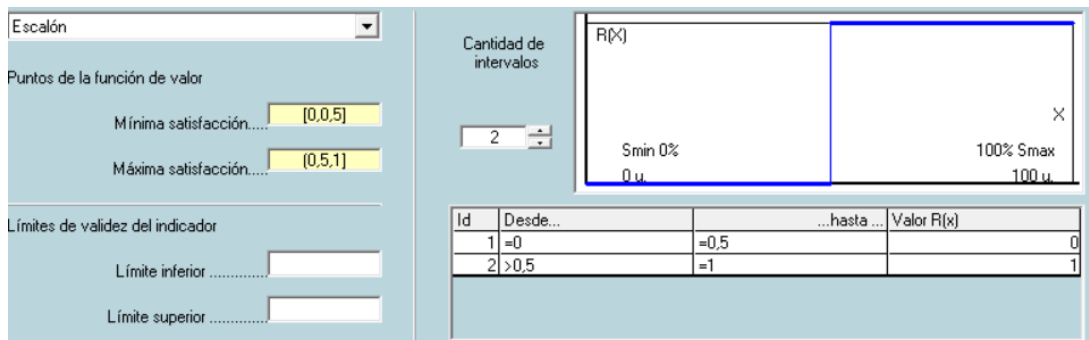 Escalón
Puntos de la función de valor
Mínima satisfacción..... [0,0,5]
Máxima satisfacción..... (0,5,1]
Límites de validez del indicador
Límite inferior ..............
Límite superior ..............
Cantidad de
intervalos
2
R(X)
X
Smin 0% 100% Smax
0 u. 100 u.
Id Desde... ...hasta ... Valor R(x)
1 =0 =0,5 0
2 >0,5 =1 1